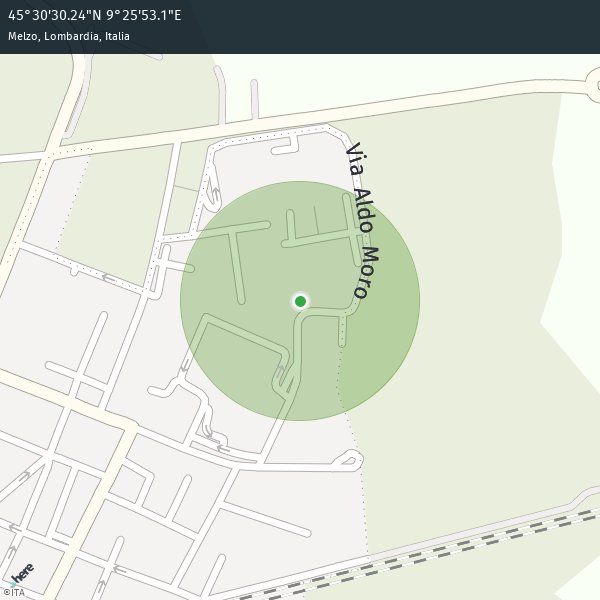 45°30'30.24"N 9°25'53.1"E
Melzo, Lombardia, Italia
Via Aldo Moro
here
©ITA